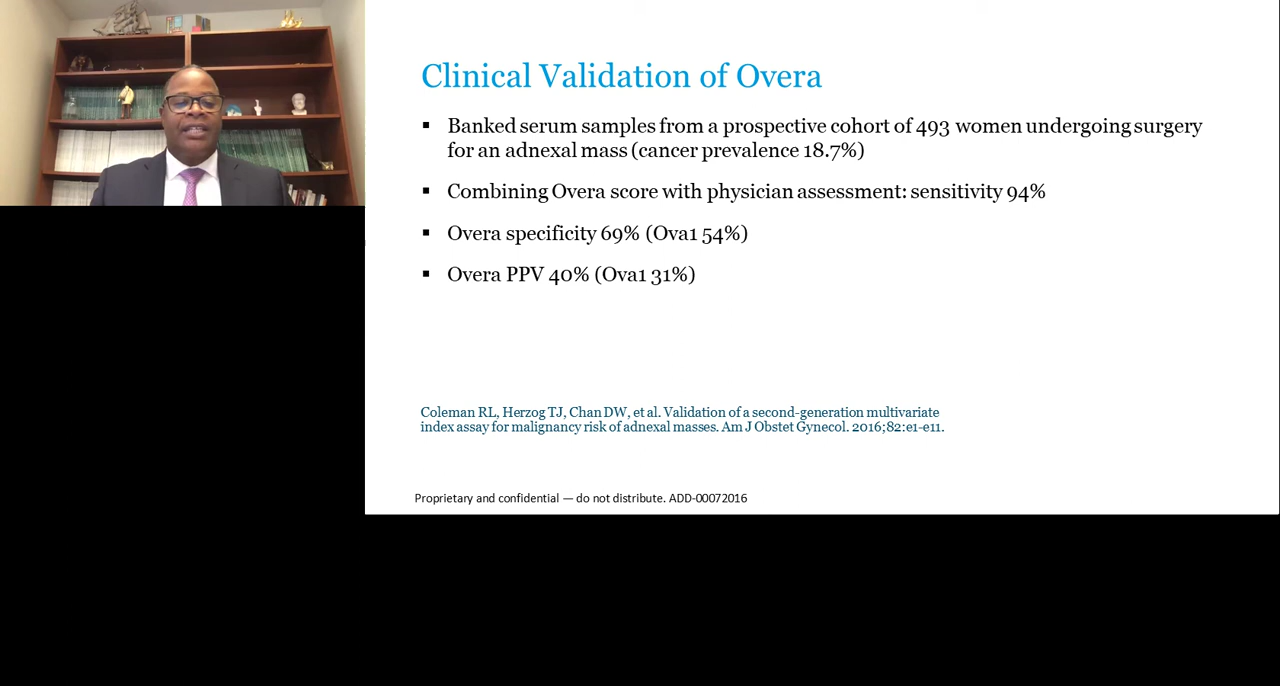 Clinical Validation of Overa
▪ Banked serum samples from a prospective cohort of 493 women undergoing surgery
for an adnexal mass (cancer prevalence 18.7%)
▪ Combining Overa score with physician assessment: sensitivity 94%
▪ Overa specificity 69% (Ova1 54%)
▪ Overa PPV 40% (Ova1 31%)
Coleman RL, Herzog TJ, Chan DW, et al. Validation of a second-generation multivariate
index assay for malignancy risk of adnexal masses. Am J Obstet Gynecol. 2016;82:e1-e11.
Proprietary and confidential — do not distribute. ADD-00072016